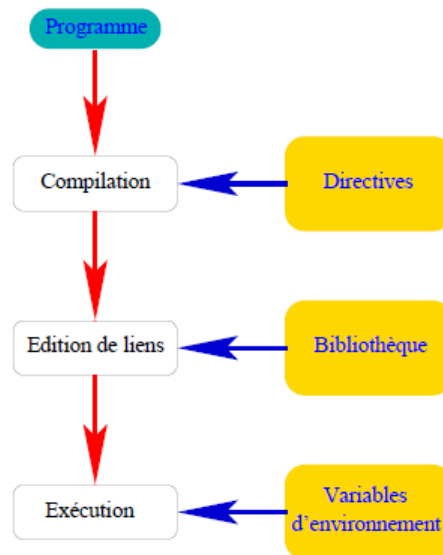 Programme
Compilation
Directives
Edition de liens
Bibliothèque
Exécution
Variables
d'environnement